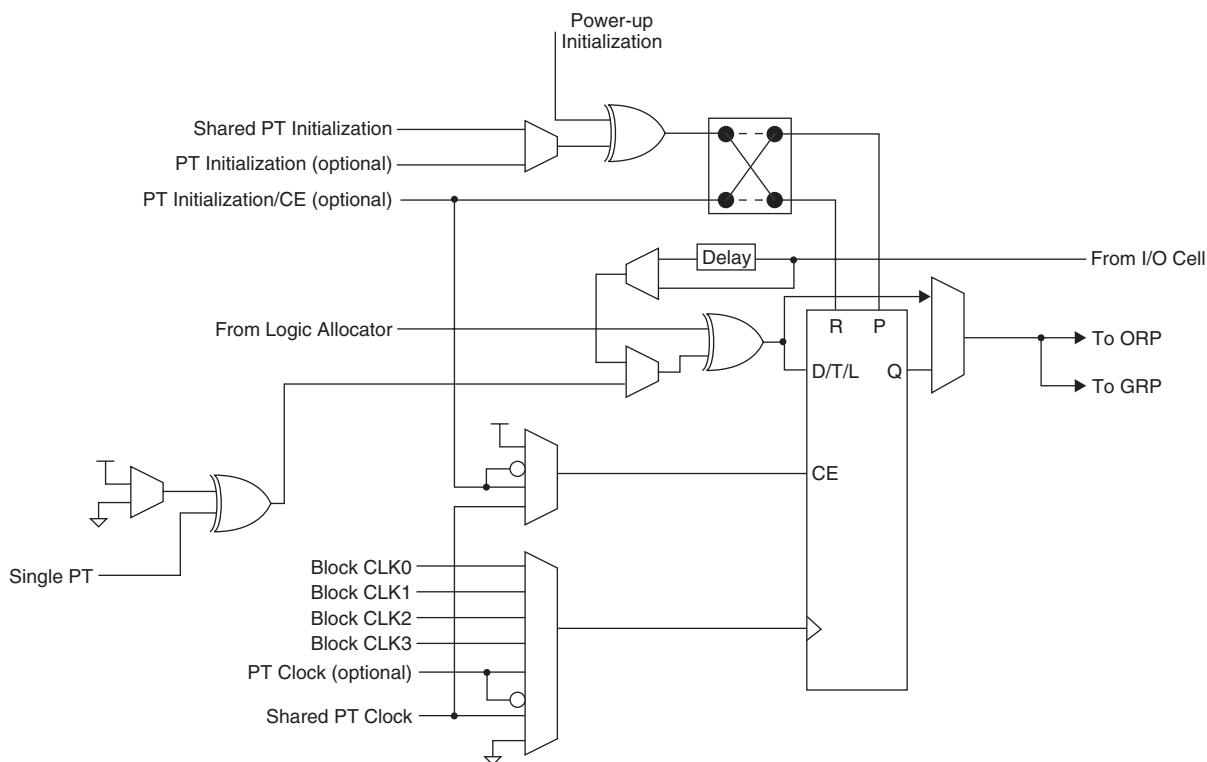 Power-up
Initialization
Shared PT Initialization
PT Initialization (optional)
PT Initialization/CE (optional)
Delay
From I/O Cell
From Logic Allocator
R P
To ORP
D/T/L Q
To GRP
CE
Single PT
Block CLK0
Block CLK1
Block CLK2
Block CLK3
PT Clock (optional)
Shared PT Clock